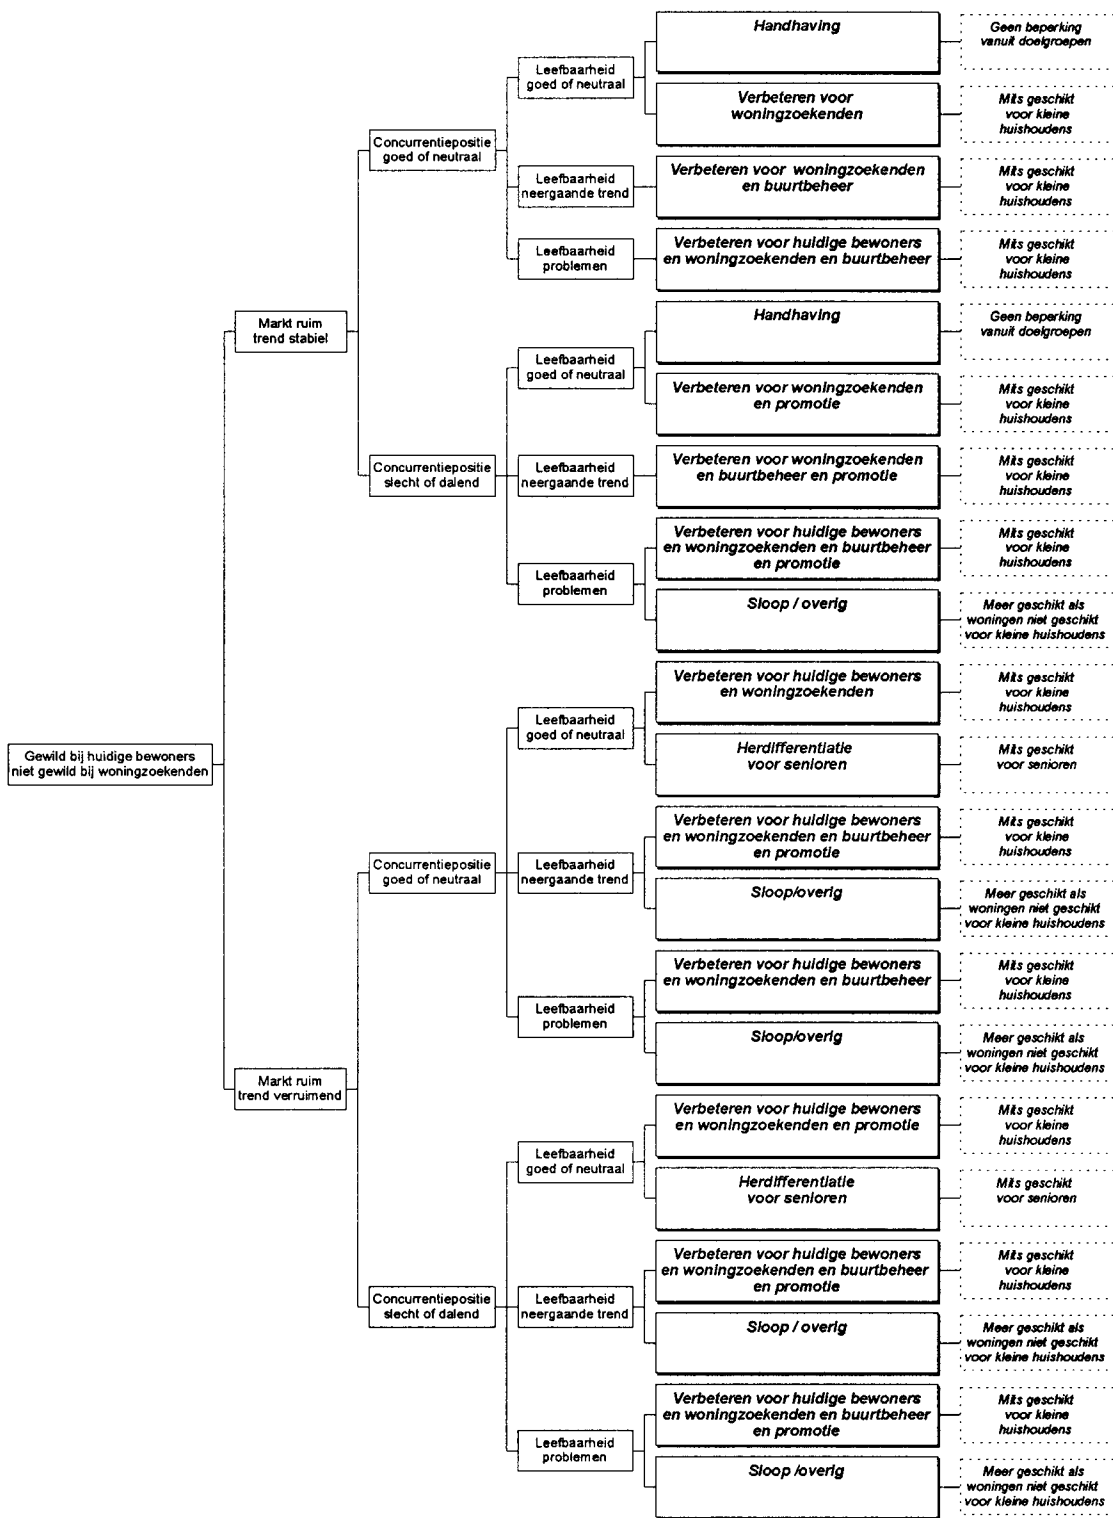 Handhaving
Geen beperking
vanuit doelgroepen
Leefbaarheid
goed of neutraal
Verbeteren voor
woningzoekenden
Mits geschikt
voor kleine
huishoudens
Concurrentiepositie
goed of neutraal
Leefbaarheid
neergaande trend
Verbeteren voor woningzoekenden
en buurtbeheer
Mits geschikt
voor kleine
huishoudens
Leefbaarheid
problemen
Verbeteren voor huidige bewoners
en woningzoekenden en buurtbeheer
Mits geschikt
voor kleine
huishoudens
Markt ruim
trend stabiel
Handhaving
Geen beperking
vanuit doelgroepen
Leefbaarheid
goed of neutraal
Verbeteren voor woningzoekenden
en promotie
Mits geschikt
voor kleine
huishoudens
Concurrentiepositie
slecht of dalend
Leefbaarheid
neergaande trend
Verbeteren voor woningzoekenden
en buurtbeheer en promotie
Mits geschikt
voor kleine
huishoudens
Verbeteren voor huidige bewoners
en woningzoekenden en buurtbeheer
en promotie
Mits geschikt
voor kleine
huishoudens
Leefbaarheid
problemen
Sloop / overig
Meer geschikt als
woningen niet geschikt
voor kleine huishoudens
Verbeteren voor huidige bewoners
en woningzoekenden
Mits geschikt
voor kleine
huishoudens
Leefbaarheid
goed of neutraal
Herdifferentiatie
voor senioren
Mits geschikt
voor senioren
Gewild bij huidige bewoners
niet gewild bij woningzoekenden
Verbeteren voor huidige bewoners
en woningzoekenden en buurtbeheer
en promotie
Mits geschikt
voor kleine
huishoudens
Concurrentiepositie
goed of neutraal
Leefbaarheid
neergaande trend
Sloop/overig
Meer geschikt als
woningen niet geschikt
voor kleine huishoudens
Verbeteren voor huidige bewoners
en woningzoekenden en buurtbeheer
Mits geschikt
voor kleine
huishoudens
Leefbaarheid
problemen
Sloop/overig
Meer geschikt als
woningen niet geschikt
voor kleine huishoudens
Markt ruim
trend verruimend
Verbeteren voor huidige bewoners
en woningzoekenden en promotie
Mits geschikt
voor kleine
huishoudens
Leefbaarheid
goed of neutraal
Herdifferentiatie
voor senioren
Mits geschikt
voor senioren
Verbeteren voor huidige bewoners
en woningzoekenden en buurtbeheer
en promotie
Mits geschikt
voor kleine
huishoudens
Concurrentiepositie
slecht of dalend
Leefbaarheid
neergaande trend
Sloop / overig
Meer geschikt als
woningen niet geschikt
voor kleine huishoudens
Verbeteren voor huidige bewoners
en woningzoekenden en buurtbeheer
en promotie
Mits geschikt
voor kleine
huishoudens
Leefbaarheid
problemen
Sloop /overig
Meer geschikt als
woningen niet geschikt
voor kleine huishoudens